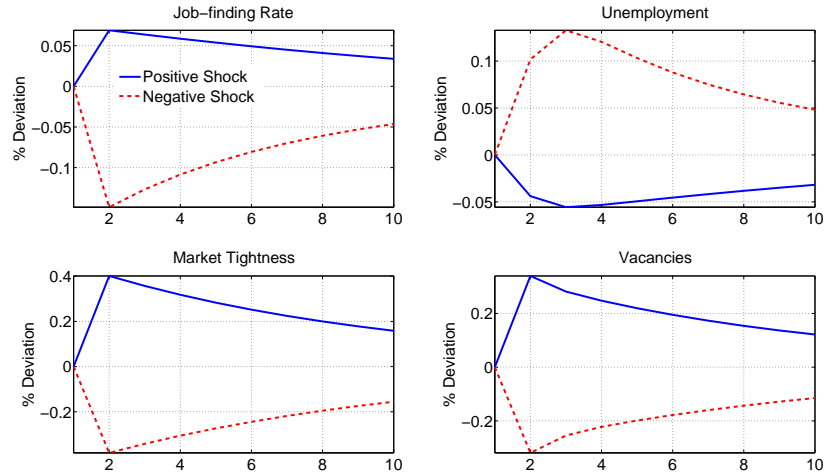 Job−finding Rate
Unemployment
% Deviation
0.05
0
−0.05
−0.1
Positive Shock
Negative Shock
2 4 6 8 10
% Deviation
0.1
0.05
0
−0.05
2 4 6 8 10
Market Tightness
Vacancies
% Deviation
0.4
0.2
0
−0.2
2 4 6 8 10
% Deviation
0.2
0
−0.2
2 4 6 8 10